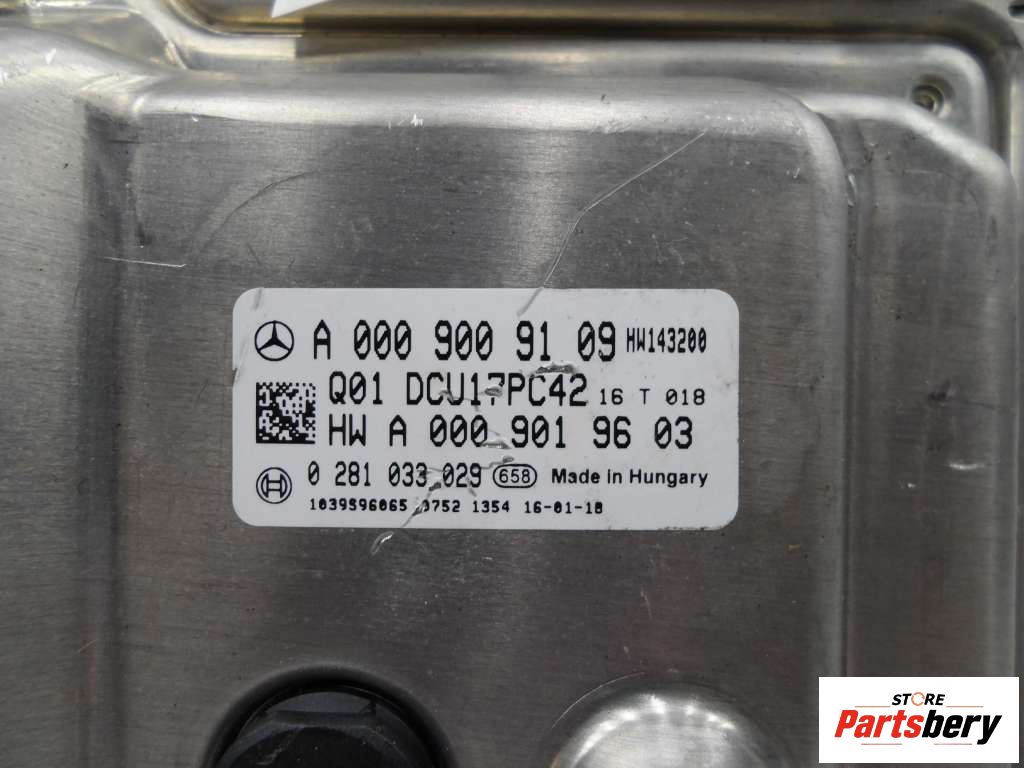 A 000 900 91 09 HW143200
Q01 DCU17PC42 16 T 018
HW A 000 901 96 03
0 281 033 029 658 Made in Hungary
1039S96065 0752 1354 16-01-18
STORE
Partsbery